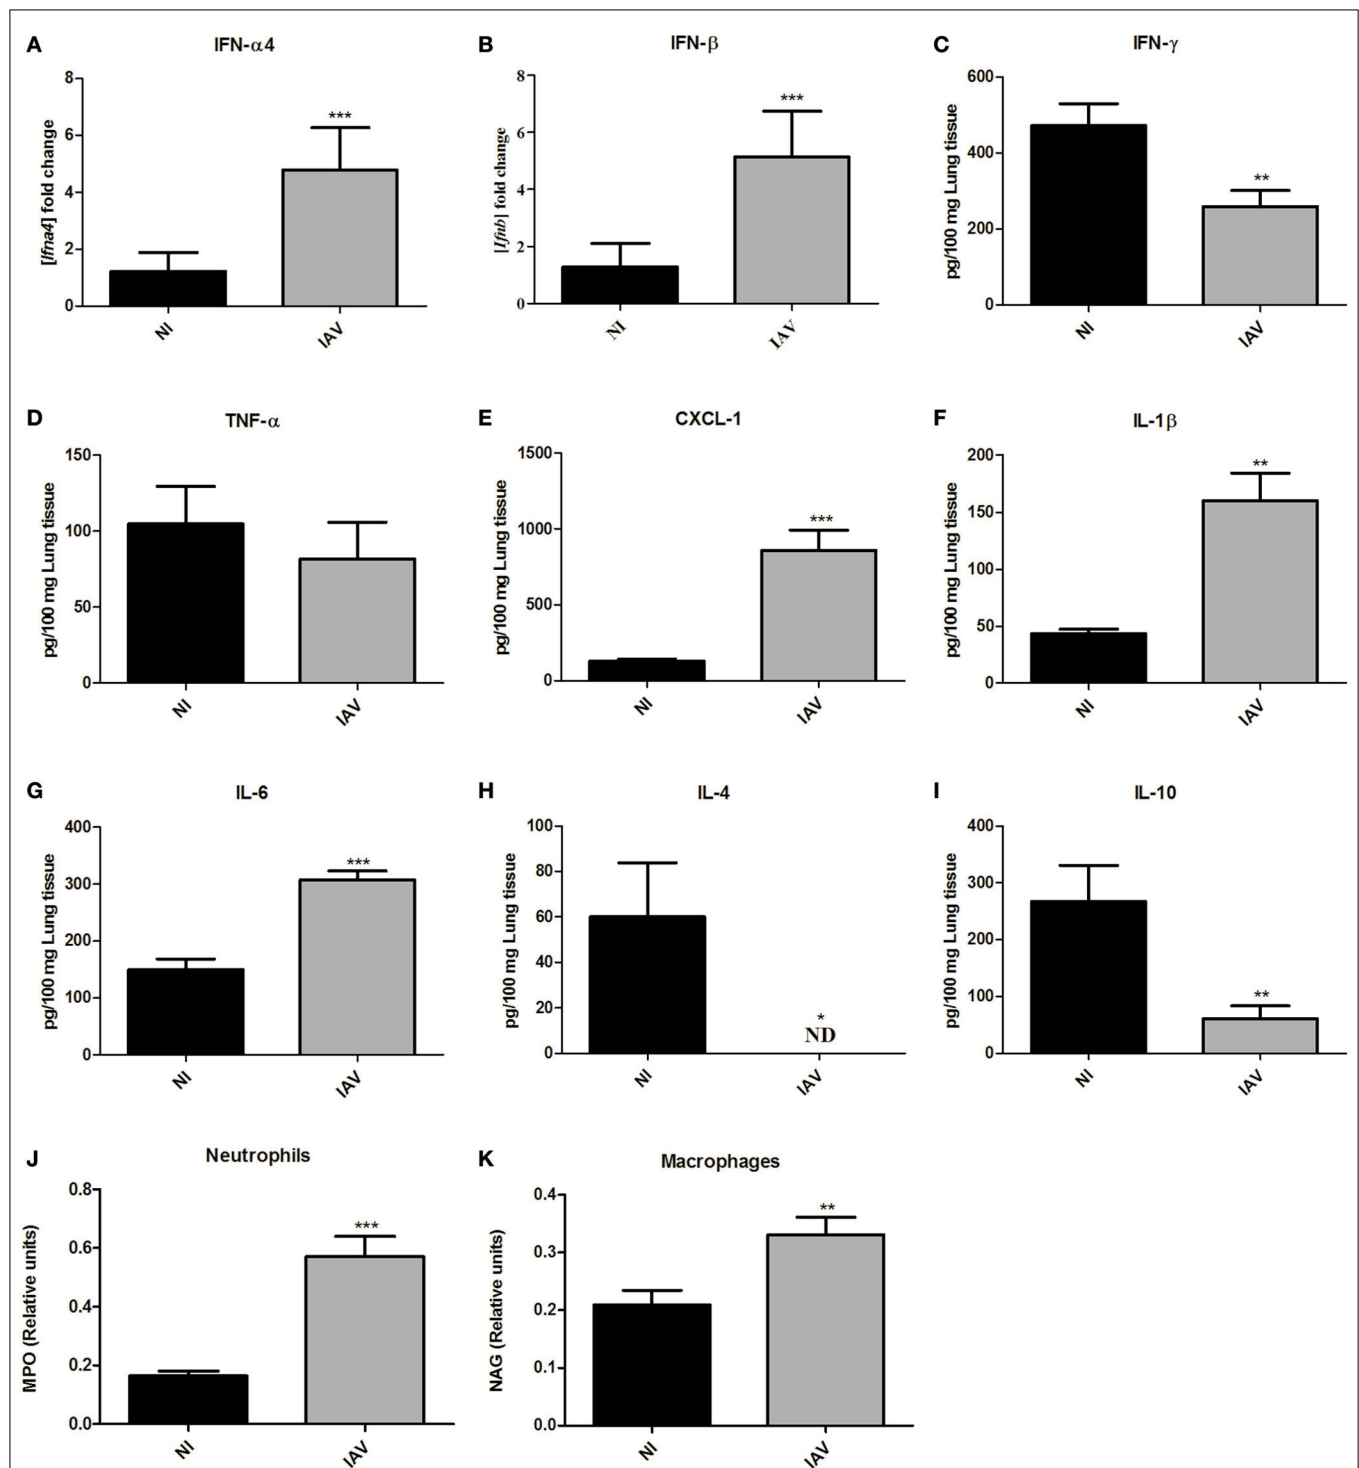 A
IFN-α4
[Ifna4] fold change
8
6
4
2
0
***
NI
IAV
B
IFN-β
[Ifnb] fold change
8
6
4
2
0
***
NI
IAV
C
IFN-γ
pg/100 mg Lung tissue
600
400
200
0
**
NI
IAV
D
TNF-α
pg/100 mg Lung tissue
150
100
50
0
NI
IAV
E
CXCL-1
pg/100 mg Lung tissue
1500
1000
500
0
***
NI
IAV
F
IL-1β
pg/100 mg Lung tissue
200
150
100
50
0
**
NI
IAV
G
IL-6
pg/100 mg Lung tissue
400
300
200
100
0
***
NI
IAV
H
IL-4
pg/100 mg Lung tissue
100
80
60
40
20
0
*
ND
NI
IAV
I
IL-10
pg/100 mg Lung tissue
400
300
200
100
0
**
NI
IAV
J
Neutrophils
MPO (Relative units)
0.8
0.6
0.4
0.2
0.0
***
NI
IAV
K
Macrophages
NAG (Relative units)
0.4
0.3
0.2
0.1
0.0
**
NI
IAV